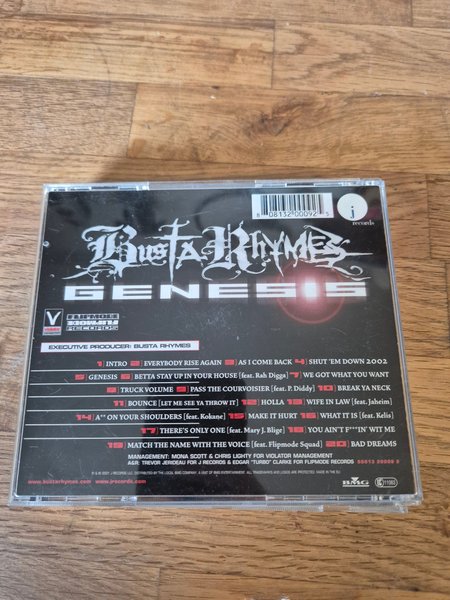 8 08132 00092 5
j
records
BUSTA RHYMES
GENESIS
V
FLIPMODE
RECORDS
EXECUTIVE PRODUCER: BUSTA RHYMES
1 INTRO 2 EVERYBODY RISE AGAIN 3 AS I COME BACK 4 SHUT 'EM DOWN 2002
5 GENESIS 6 BETTA STAY UP IN YOUR HOUSE [feat. Rah Digga] 7 WE GOT WHAT YOU WANT
8 TRUCK VOLUME 9 PASS THE COURVOISIER [feat. P. Diddy] 10 BREAK YA NECK
11 BOUNCE [LET ME SEE YA THROW IT] 12 HOLLA 13 WIFE IN LAW [feat. Jaheim]
14 A** ON YOUR SHOULDERS [feat. Kokane] 15 MAKE IT HURT 16 WHAT IT IS [feat. Kelis]
17 THERE'S ONLY ONE [feat. Mary J. Blige] 18 YOU AIN'T F***IN' WIT ME
19 MATCH THE NAME WITH THE VOICE [feat. Flipmode Squad] 20 BAD DREAMS
MANAGEMENT: MONA SCOTT & CHRIS LIGHTY FOR VIOLATOR MANAGEMENT
A&R: TREVOR JERIDEAU FOR J RECORDS & EDGAR "TURBO" CLARKE FOR FLIPMODE RECORDS
www.bustarhymes.com www.jrecords.com
BMG